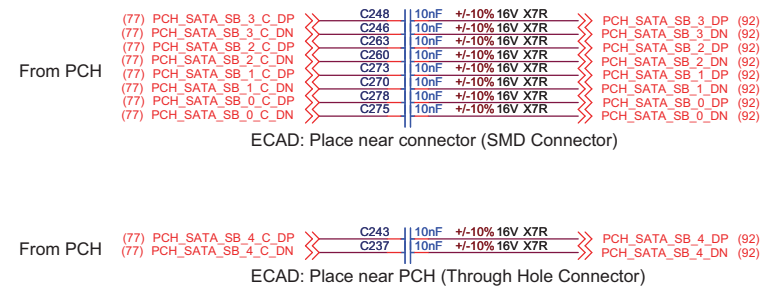 (77) PCH_SATA_SB_3_C_DP C248 10nF +/-10% 16V X7R PCH_SATA_SB_3_DP (92)
(77) PCH_SATA_SB_3_C_DN C246 10nF +/-10% 16V X7R PCH_SATA_SB_3_DN (92)
(77) PCH_SATA_SB_2_C_DP C263 10nF +/-10% 16V X7R PCH_SATA_SB_2_DP (92)
(77) PCH_SATA_SB_2_C_DN C260 10nF +/-10% 16V X7R PCH_SATA_SB_2_DN (92)
From PCH
(77) PCH_SATA_SB_1_C_DP C273 10nF +/-10% 16V X7R PCH_SATA_SB_1_DP (92)
(77) PCH_SATA_SB_1_C_DN C270 10nF +/-10% 16V X7R PCH_SATA_SB_1_DN (92)
(77) PCH_SATA_SB_0_C_DP C278 10nF +/-10% 16V X7R PCH_SATA_SB_0_DP (92)
(77) PCH_SATA_SB_0_C_DN C275 10nF +/-10% 16V X7R PCH_SATA_SB_0_DN (92)
ECAD: Place near connector (SMD Connector)
(77) PCH_SATA_SB_4_C_DP C243 10nF +/-10% 16V X7R PCH_SATA_SB_4_DP (92)
From PCH
(77) PCH_SATA_SB_4_C_DN C237 10nF +/-10% 16V X7R PCH_SATA_SB_4_DN (92)
ECAD: Place near PCH (Through Hole Connector)